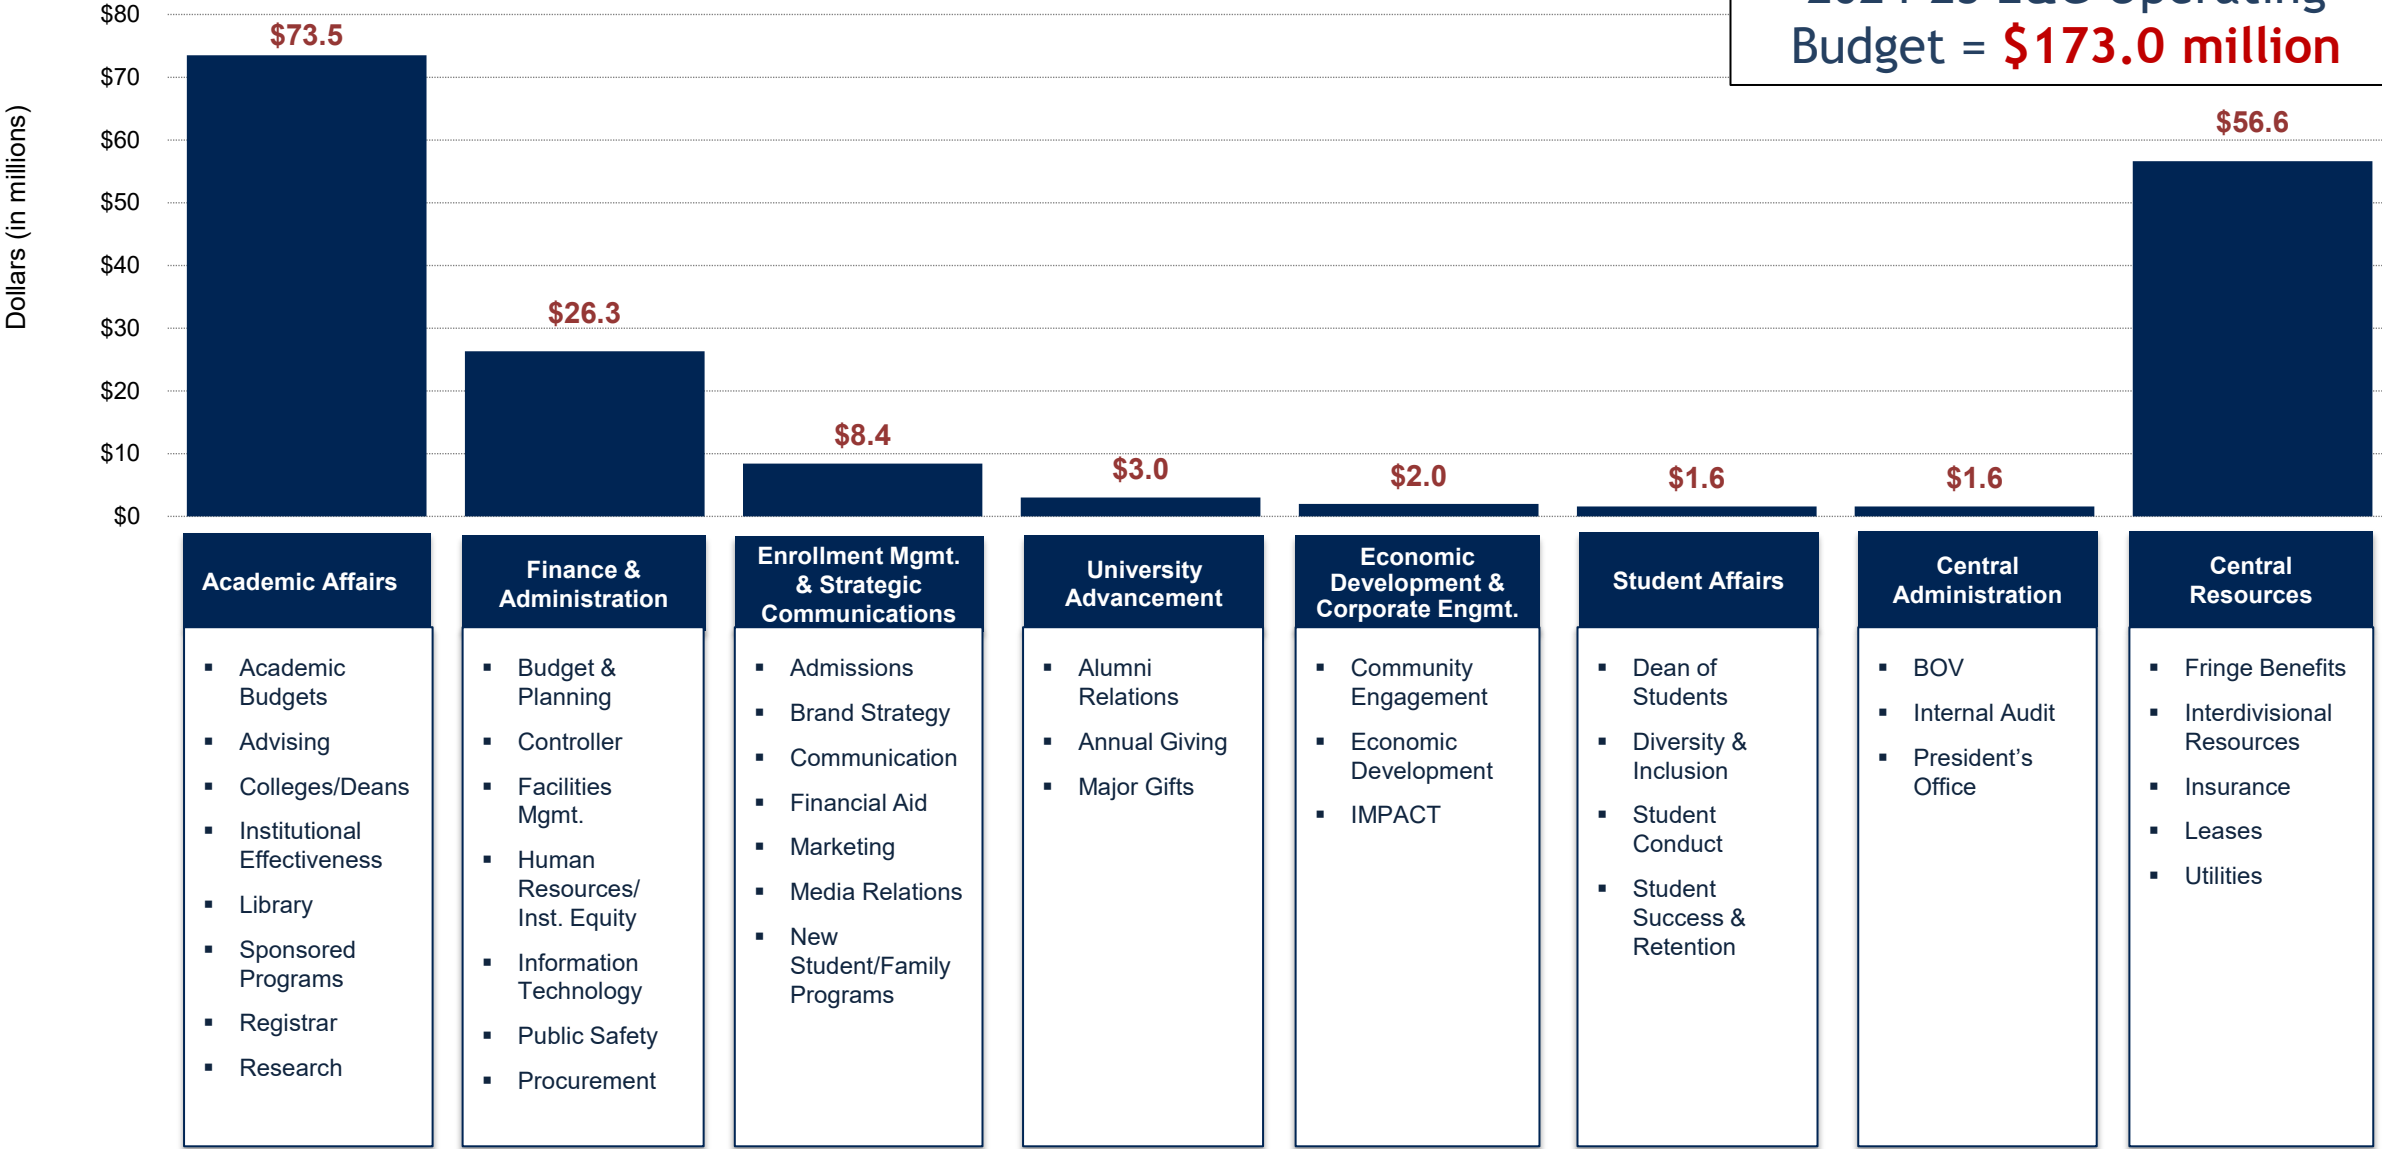 Budget = $173.0 million
Dollars (in millions)
$80
$70
$60
$50
$40
$30
$20
$10
$0
$73.5
$26.3
$8.4
$3.0
$2.0
$1.6
$1.6
$56.6
Academic Affairs
▪ Academic
Budgets
▪ Advising
▪ Colleges/Deans
▪ Institutional
Effectiveness
▪ Library
▪ Sponsored
Programs
▪ Registrar
▪ Research
Finance &
Administration
▪ Budget &
Planning
▪ Controller
▪ Facilities
Mgmt.
▪ Human
Resources/
Inst. Equity
▪ Information
Technology
▪ Public Safety
▪ Procurement
Enrollment Mgmt.
& Strategic
Communications
▪ Admissions
▪ Brand Strategy
▪ Communication
▪ Financial Aid
▪ Marketing
▪ Media Relations
▪ New
Student/Family
Programs
University
Advancement
▪ Alumni
Relations
▪ Annual Giving
▪ Major Gifts
Economic
Development &
Corporate Engmt.
▪ Community
Engagement
▪ Economic
Development
▪ IMPACT
Student Affairs
▪ Dean of
Students
▪ Diversity &
Inclusion
▪ Student
Conduct
▪ Student
Success &
Retention
Central
Administration
▪ BOV
▪ Internal Audit
▪ President’s
Office
Central
Resources
▪ Fringe Benefits
▪ Interdivisional
Resources
▪ Insurance
▪ Leases
▪ Utilities